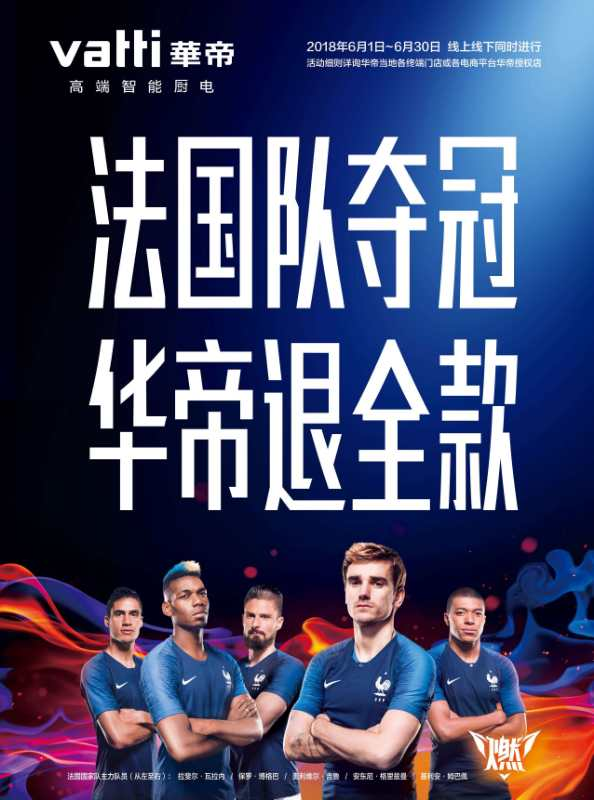 vatti 華帝
高端智能厨电
2018年6月1日~6月30日 线上线下同时进行
活动细则详询华帝当地各终端门店或各电商平台华帝授权店
法国队夺冠
华帝退全款
燃
法国国家队主力队员（从左至右）： 拉斐尔·瓦拉内 / 保罗·博格巴 / 奥利维尔·吉鲁 / 安东尼·格里兹曼 / 基利安·姆巴佩